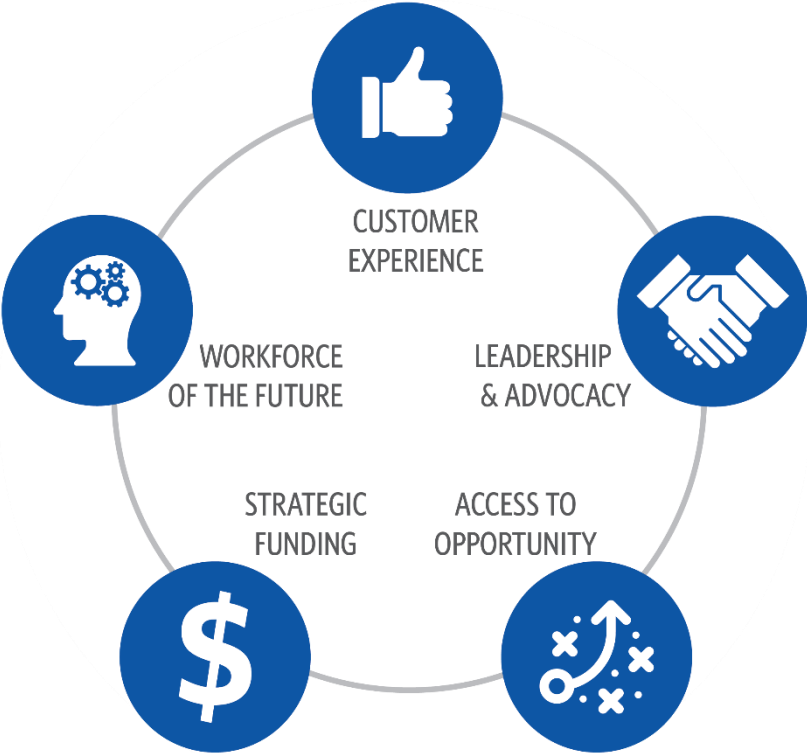 CUSTOMER
EXPERIENCE
WORKFORCE
OF THE FUTURE
LEADERSHIP
& ADVOCACY
STRATEGIC
FUNDING
ACCESS TO
OPPORTUNITY
$